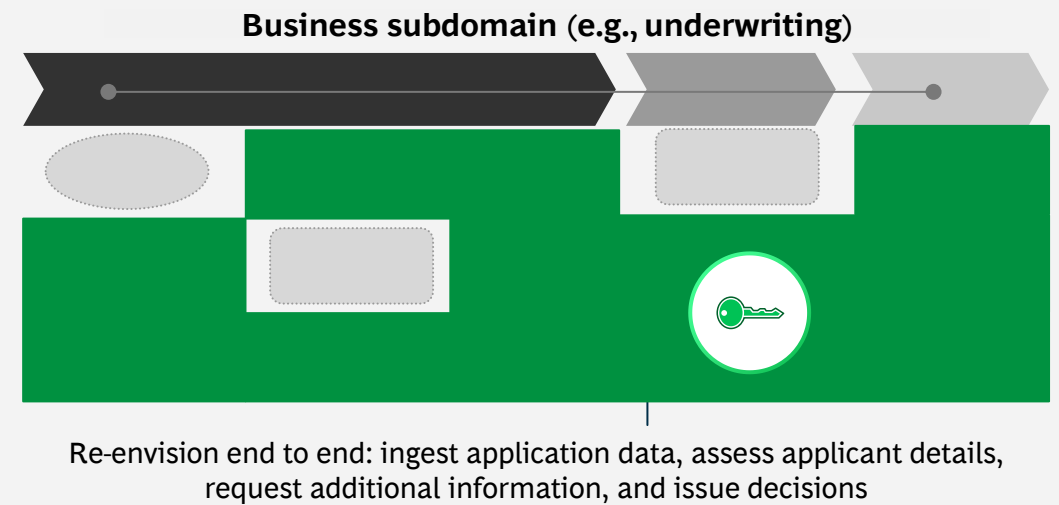 Business subdomain (e.g., underwriting)
Re-envision end to end: ingest application data, assess applicant details,
request additional information, and issue decisions